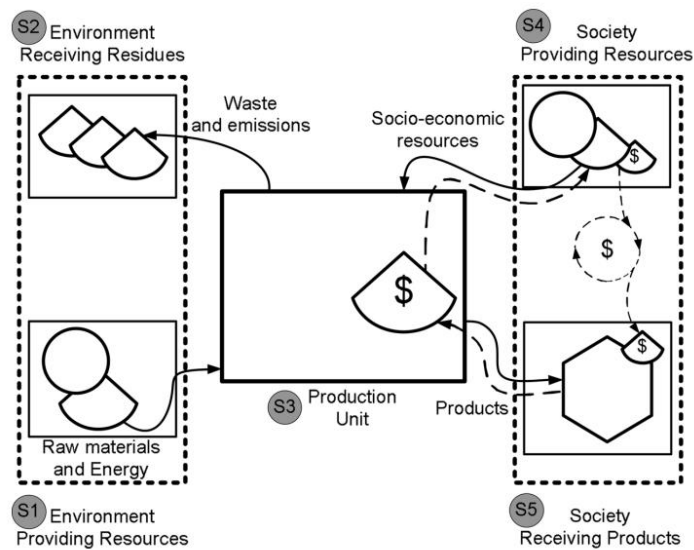 S2 Environment
Receiving Residues
S4 Society
Providing Resources
Waste
and emissions
Socio-economic
resources
$
$
$
$
S3 Production
Unit
Products
Raw materials
and Energy
S1 Environment
Providing Resources
S5 Society
Receiving Products